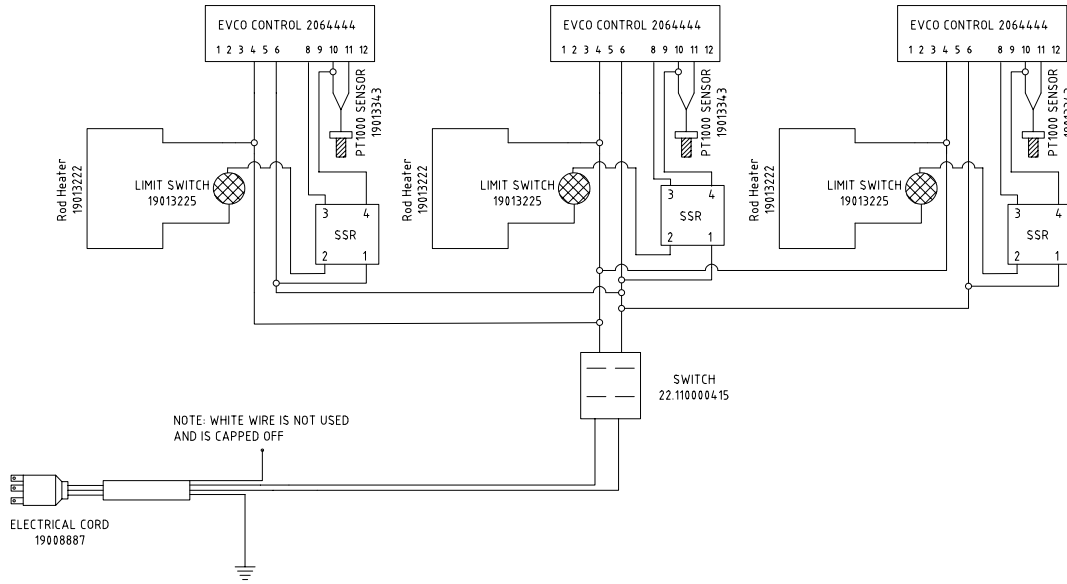 EVCO CONTROL 2064444
1 2 3 4 5 6 8 9 10 11 12
PT1000 SENSOR
19013343
Rod Heater
19013222
LIMIT SWITCH
19013225
3 4
SSR
2 1
EVCO CONTROL 2064444
1 2 3 4 5 6 8 9 10 11 12
PT1000 SENSOR
19013343
Rod Heater
19013222
LIMIT SWITCH
19013225
3 4
SSR
2 1
EVCO CONTROL 2064444
1 2 3 4 5 6 8 9 10 11 12
PT1000 SENSOR
Rod Heater
19013222
LIMIT SWITCH
19013225
3 4
SSR
2 1
SWITCH
22.110000415
NOTE: WHITE WIRE IS NOT USED
AND IS CAPPED OFF
ELECTRICAL CORD
19008887